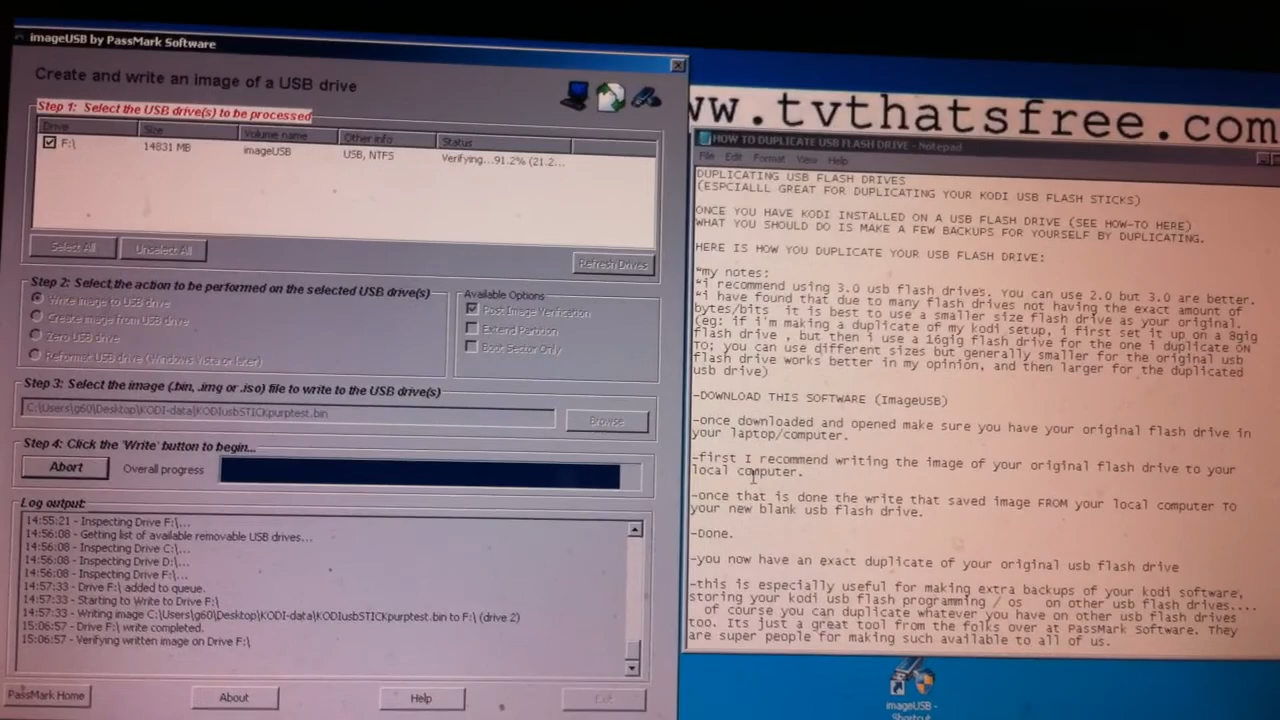 imageUSB by PassMark Software
Create and write an image of a USB drive
Step 1: Select the USB drive(s) to be processed
Drive Size Volume name Other info Status
F:\ 14831 MB imageUSB USB, NTFS Verifying...91.2% (21.2...
Select All Unselect All Refresh Drives
Step 2: Select the action to be performed on the selected USB drive(s)
Write image to USB drive
Create image from USB drive
Zero USB drive
Reformat USB drive (Windows Vista or later)
Available Options
Post Image Verification
Extend Partition
Boot Sector Only
Step 3: Select the image (.bin, .img or .iso) file to write to the USB drive(s)
C:\Users\g60\Desktop\KODI-data\KODIusbSTICKpurptest.bin
Browse
Step 4: Click the 'Write' button to begin...
Abort Overall progress
Log output:
14:55:21 - Inspecting Drive F:\...
14:56:08 - Getting list of available removable USB drives...
14:56:08 - Inspecting Drive C:\...
14:56:08 - Inspecting Drive D:\...
14:56:08 - Inspecting Drive F:\...
14:57:33 - Drive F:\ added to queue.
14:57:33 - Starting to Write to Drive F:\
14:57:33 - Writing image C:\Users\g60\Desktop\KODI-data\KODIusbSTICKpurptest.bin to F:\ (drive 2)
15:06:57 - Drive F:\ write completed.
15:06:57 - Verifying written image on Drive F:\
PassMark Home About Help Exit
ww.tvthatsfree.com
HOW TO DUPLICATE USB FLASH DRIVE - Notepad
File Edit Format View Help
DUPLICATING USB FLASH DRIVES
(ESPCIALLL GREAT FOR DUPLICATING YOUR KODI USB FLASH STICKS)
ONCE YOU HAVE KODI INSTALLED ON A USB FLASH DRIVE (SEE HOW-TO HERE)
WHAT YOU SHOULD DO IS MAKE A FEW BACKUPS FOR YOURSELF BY DUPLICATING.
HERE IS HOW YOU DUPLICATE YOUR USB FLASH DRIVE:
*my notes:
*i recommend using 3.0 usb flash drives. You can use 2.0 but 3.0 are better.
*i have found that due to many flash drives not having the exact amount of
bytes/bits it is best to use a smaller size flash drive as your original.
(eg: if i'm making a duplicate of my kodi setup, i first set it up on a 8gig
flash drive , but then i use a 16gig flash drive for the one i duplicate ON
TO; you can use different sizes but generally smaller for the original usb
flash drive works better in my opinion, and then larger for the duplicated
usb drive)
-DOWNLOAD THIS SOFTWARE (ImageUSB)
-once downloaded and opened make sure you have your original flash drive in
your laptop/computer.
-first I recommend writing the image of your original flash drive to your
local computer.
-once that is done the write that saved image FROM your local computer TO
your new blank usb flash drive.
-Done.
-you now have an exact duplicate of your original usb flash drive
-this is especially useful for making extra backups of your kodi software,
storing your kodi usb flash programming / os on other usb flash drives....
of course you can duplicate whatever you have on other usb flash drives
too. Its just a great tool from the folks over at PassMark Software. They
are super people for making such available to all of us.
imageUSB -
Shortcut